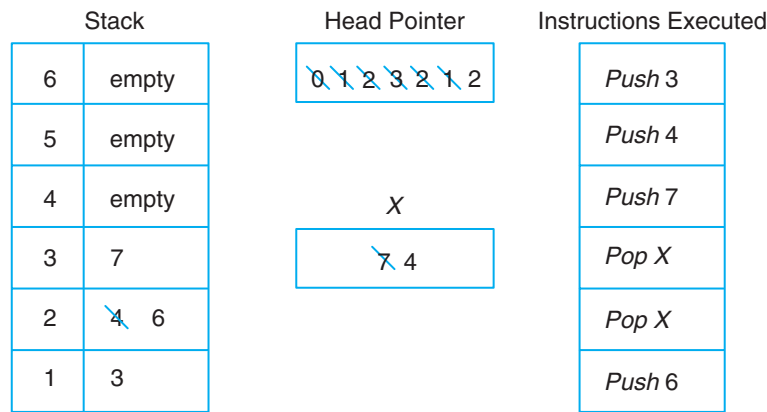 Stack
Head Pointer
Instructions Executed
6 empty
0 1 2 3 2 1 2
Push 3
5 empty
Push 4
4 empty
X
Push 7
3 7
7 4
Pop X
2 4 6
Pop X
1 3
Push 6